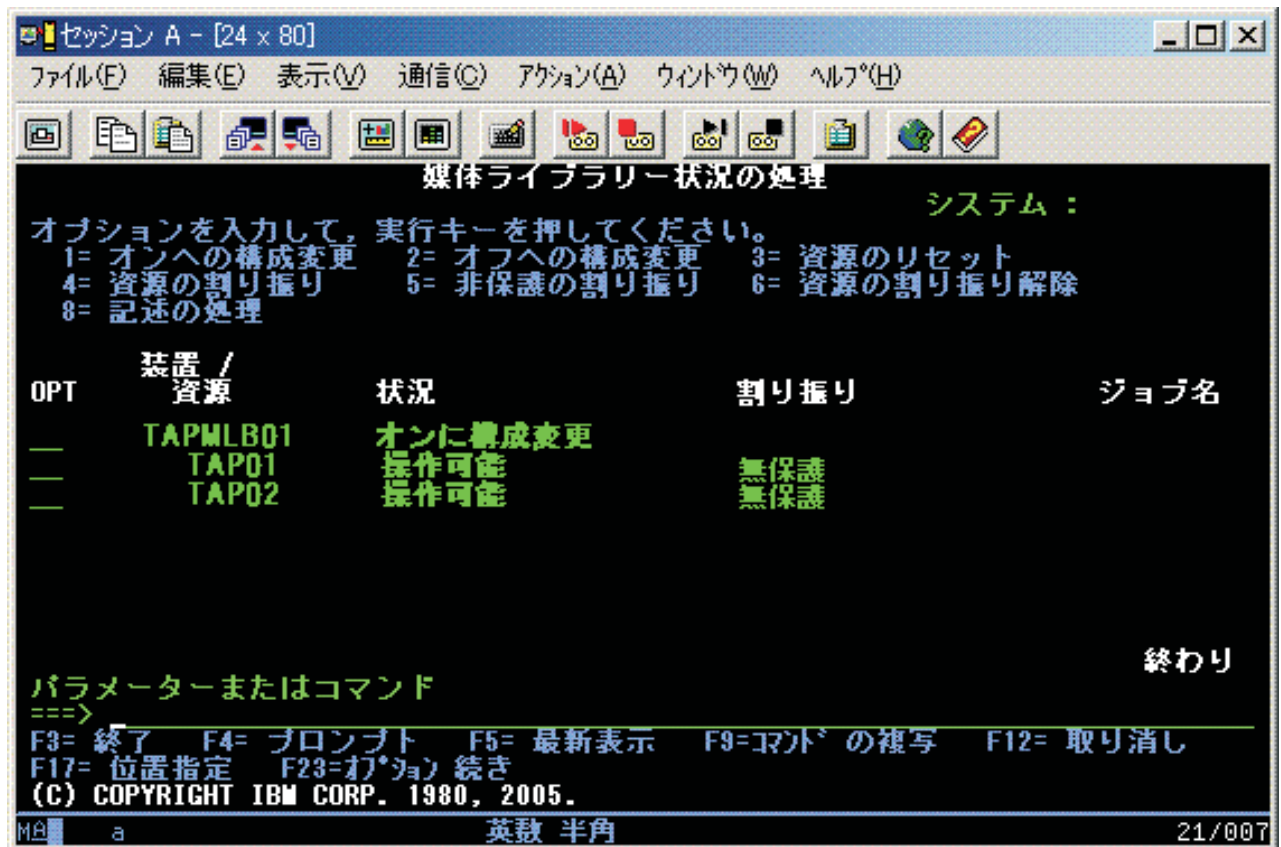 セッション A - [24 x 80]
ファイル(F) 編集(E) 表示(V) 通信(C) アクション(A) ウィンドウ(W) ヘルプ(H)
媒体ライブラリー状況の処理
システム :
オプションを入力して, 実行キーを押してください。
1= オンへの構成変更 2= オフへの構成変更 3= 資源のリセット
4= 資源の割り振り 5= 非保護の割り振り 6= 資源の割り振り解除
8= 記述の処理
装置 /
OPT 資源 状況 割り振り ジョブ名
__ TAPMLB01 オンに構成変更
__ TAP01 操作可能 無保護
__ TAP02 操作可能 無保護
終わり
パラメーターまたはコマンド
===>
F3= 終了 F4= プロンプト F5= 最新表示 F9=コマンド の複写 F12= 取り消し
F17= 位置指定 F23=オプション 続き
(C) COPYRIGHT IBM CORP. 1980, 2005.
MA a 英数 半角 21/007